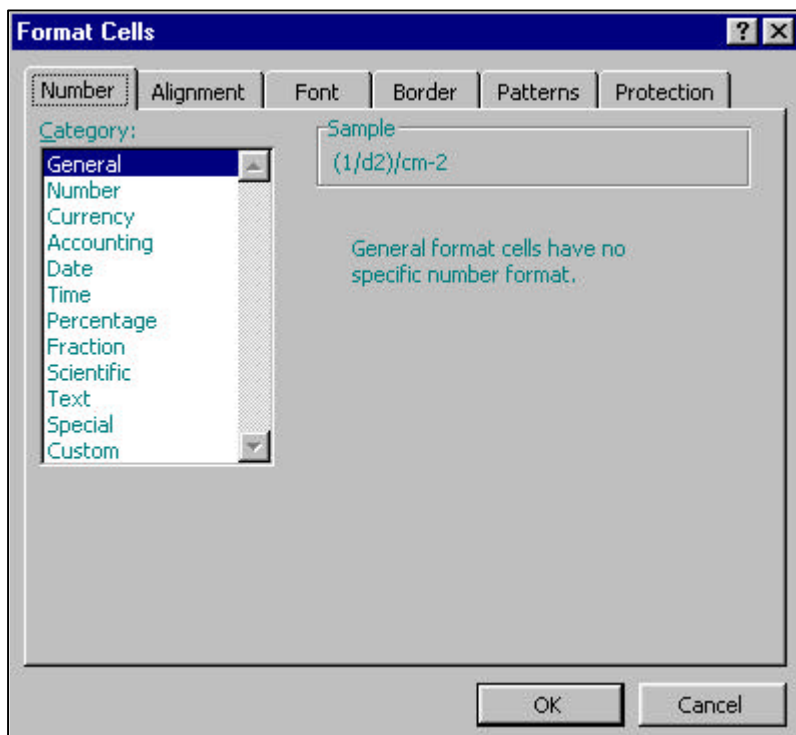 Format Cells
Number Alignment Font Border Patterns Protection
Category:
General
Number
Currency
Accounting
Date
Time
Percentage
Fraction
Scientific
Text
Special
Custom
Sample
(1/d2)/cm-2
General format cells have no
specific number format.
OK Cancel